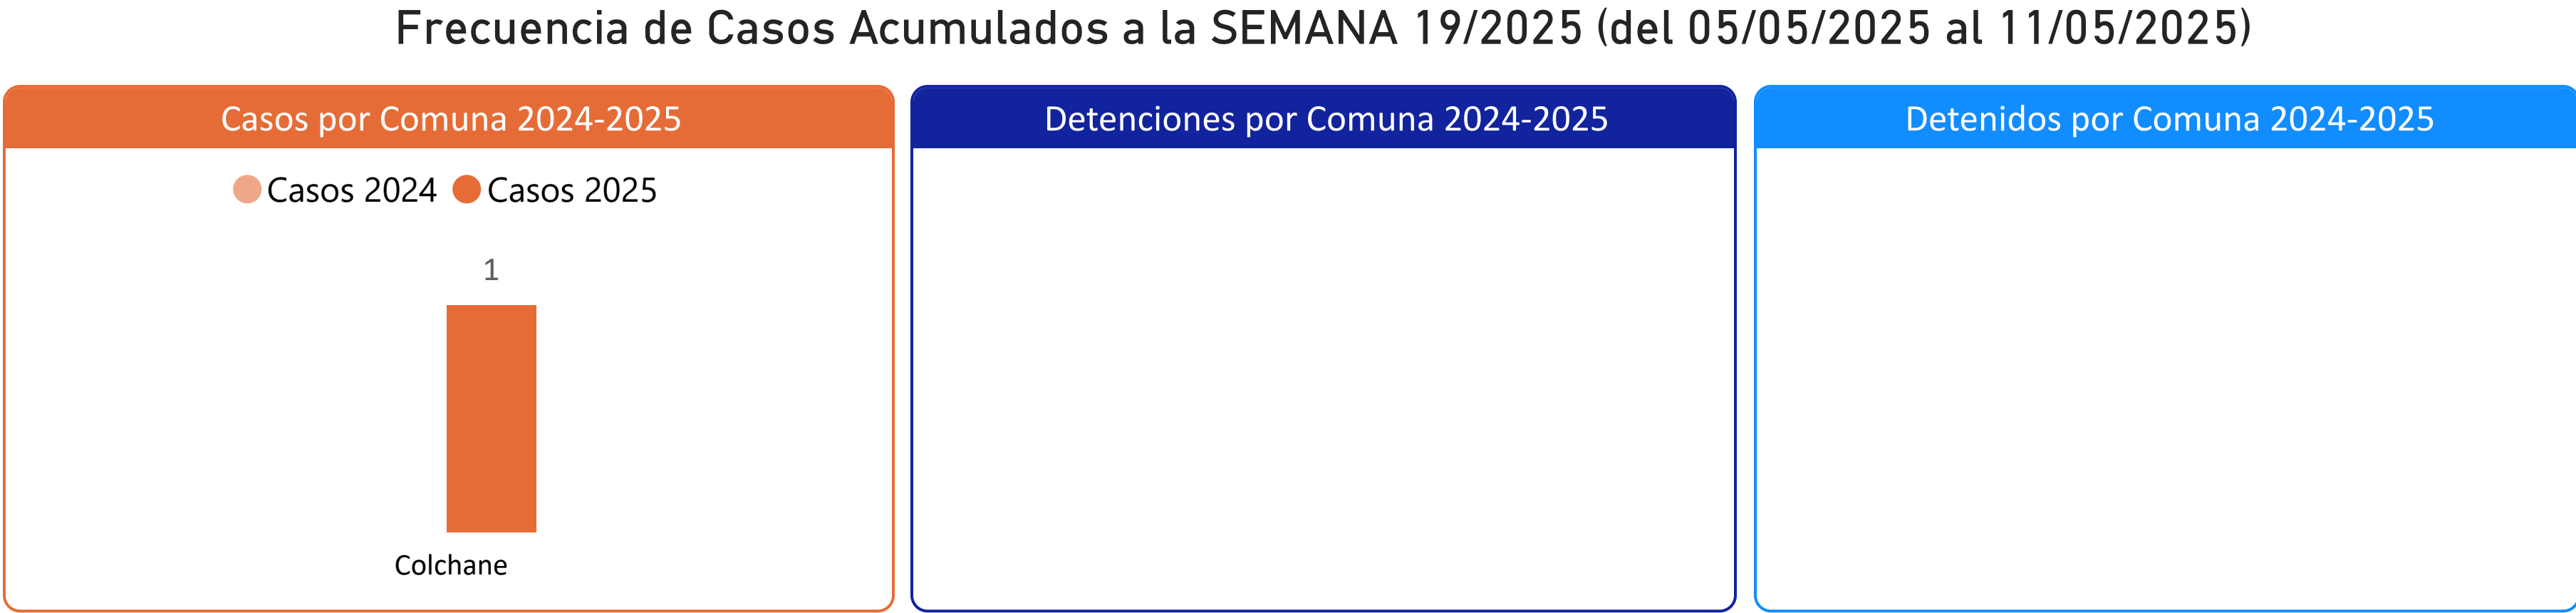 Frecuencia de Casos Acumulados a la SEMANA 19/2025 (del 05/05/2025 al 11/05/2025)
Casos por Comuna 2024-2025
Casos 2024 Casos 2025
1
Colchane
Detenciones por Comuna 2024-2025
Detenidos por Comuna 2024-2025